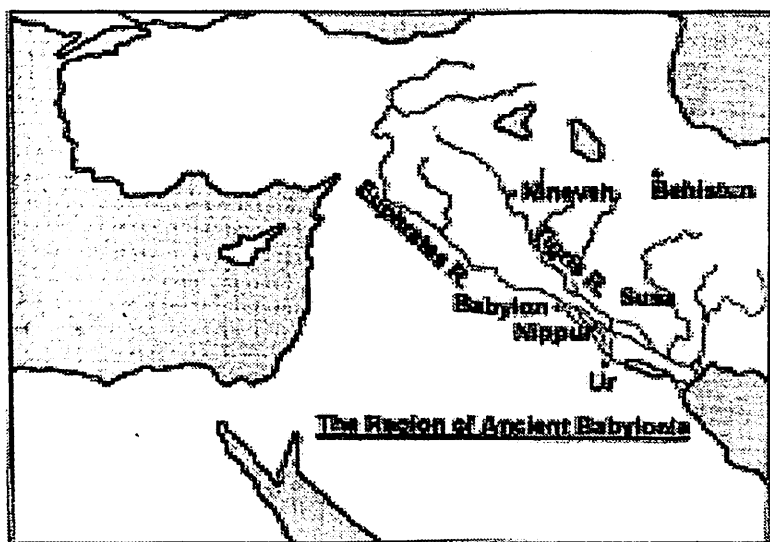 Nineveh
Behistun
Euphrates R
Tigris R
Susa
Babylon
Nippur
Ur
The Region of Ancient Babylonia